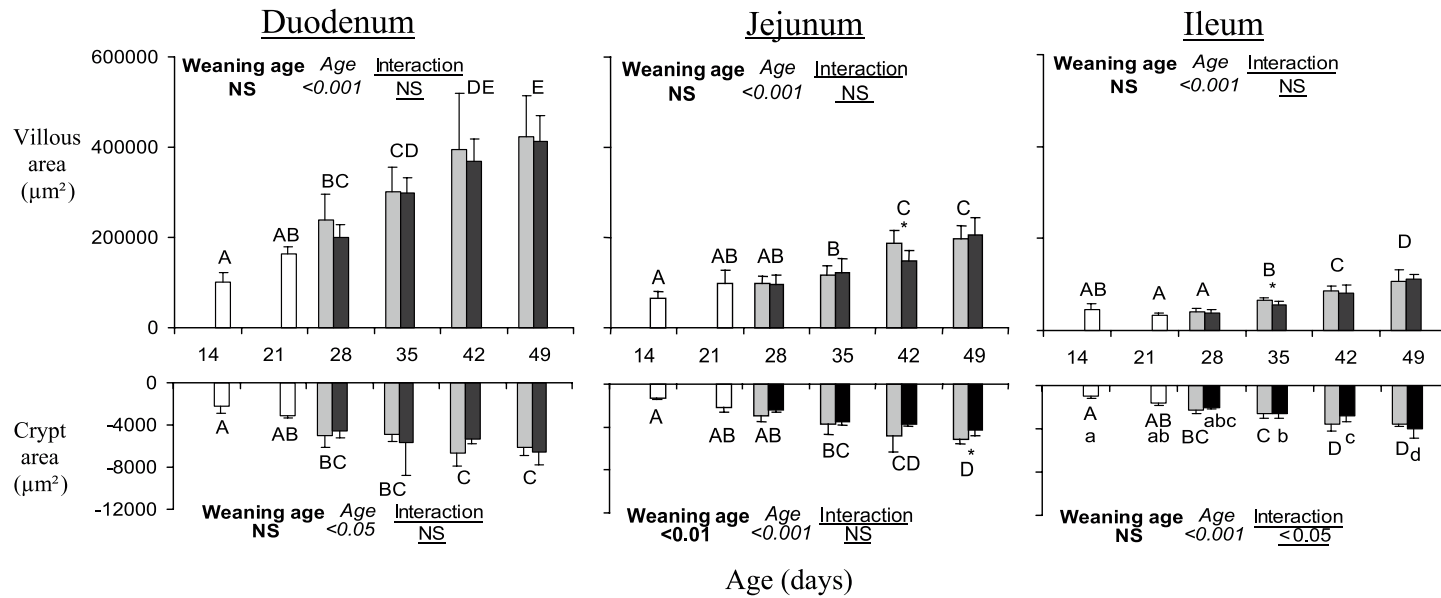 Duodenum
Jejunum
Ileum
600000
400000
200000
0
Villous
area
(µm²)
Weaning age Age Interaction
NS <0.001 NS
A AB BC CD DE E
Weaning age Age Interaction
NS <0.001 NS
A AB AB B C C
*
Weaning age Age Interaction
NS <0.001 NS
AB A A B C D
*
14 21 28 35 42 49
14 21 28 35 42 49
14 21 28 35 42 49
0
-4000
-8000
-12000
Crypt
area
(µm²)
A AB BC BC C C
Weaning age Age Interaction
NS <0.05 NS
A AB AB BC CD D
*
Weaning age Age Interaction
<0.01 <0.001 NS
A AB BC C D D
a ab abc b c d
Weaning age Age Interaction
NS <0.001 <0.05
Age (days)